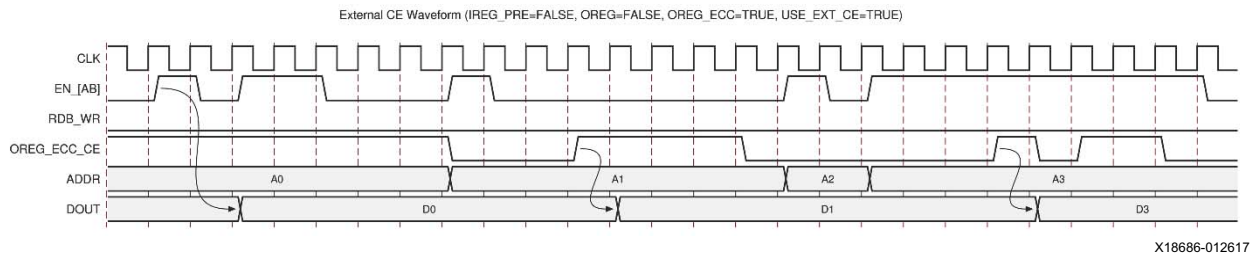 External CE Waveform (IREG_PRE=FALSE, OREG=FALSE, OREG_ECC=TRUE, USE_EXT_CE=TRUE)
CLK
EN_[AB]
RDB_WR
OREG_ECC_CE
ADDR A0 A1 A2 A3
DOUT D0 D1 D3
X18686-012617